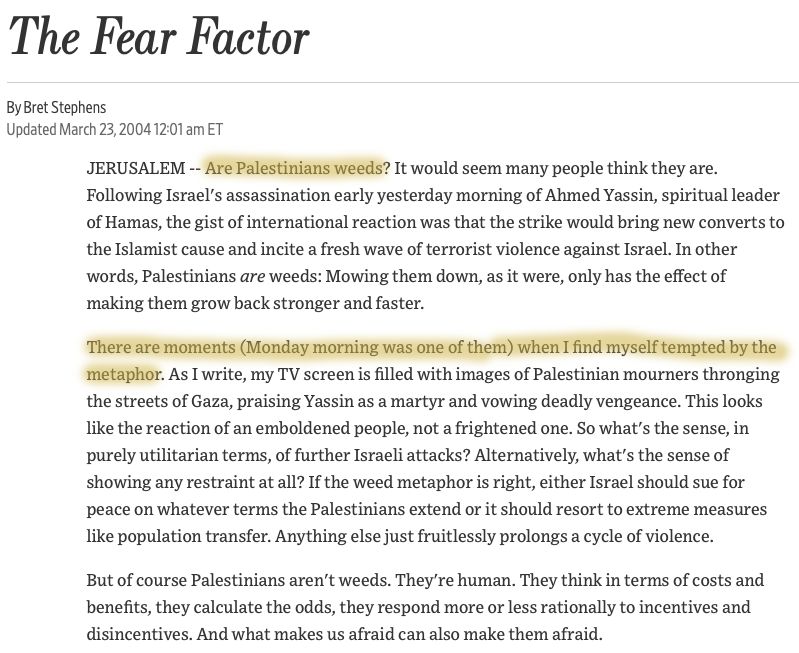 The Fear Factor
By Bret Stephens
Updated March 23, 2004 12:01 am ET
JERUSALEM -- Are Palestinians weeds? It would seem many people think they are.
Following Israel's assassination early yesterday morning of Ahmed Yassin, spiritual leader
of Hamas, the gist of international reaction was that the strike would bring new converts to
the Islamist cause and incite a fresh wave of terrorist violence against Israel. In other
words, Palestinians are weeds: Mowing them down, as it were, only has the effect of
making them grow back stronger and faster.
There are moments (Monday morning was one of them) when I find myself tempted by the
metaphor. As I write, my TV screen is filled with images of Palestinian mourners thronging
the streets of Gaza, praising Yassin as a martyr and vowing deadly vengeance. This looks
like the reaction of an emboldened people, not a frightened one. So what's the sense, in
purely utilitarian terms, of further Israeli attacks? Alternatively, what's the sense of
showing any restraint at all? If the weed metaphor is right, either Israel should sue for
peace on whatever terms the Palestinians extend or it should resort to extreme measures
like population transfer. Anything else just fruitlessly prolongs a cycle of violence.
But of course Palestinians aren't weeds. They're human. They think in terms of costs and
benefits, they calculate the odds, they respond more or less rationally to incentives and
disincentives. And what makes us afraid can also make them afraid.